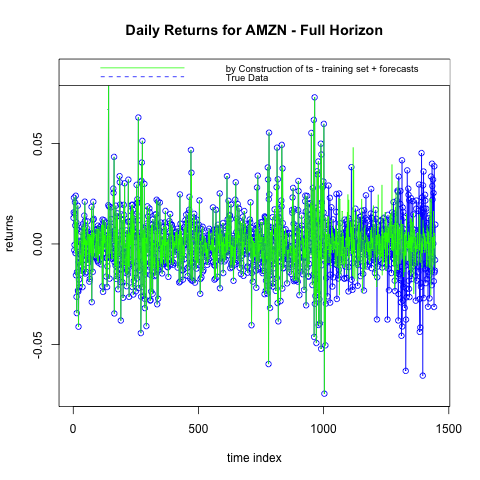 Daily Returns for AMZN - Full Horizon
by Construction of ts - training set + forecasts
True Data
returns
0.05
0.00
-0.05
0 500 1000 1500
time index